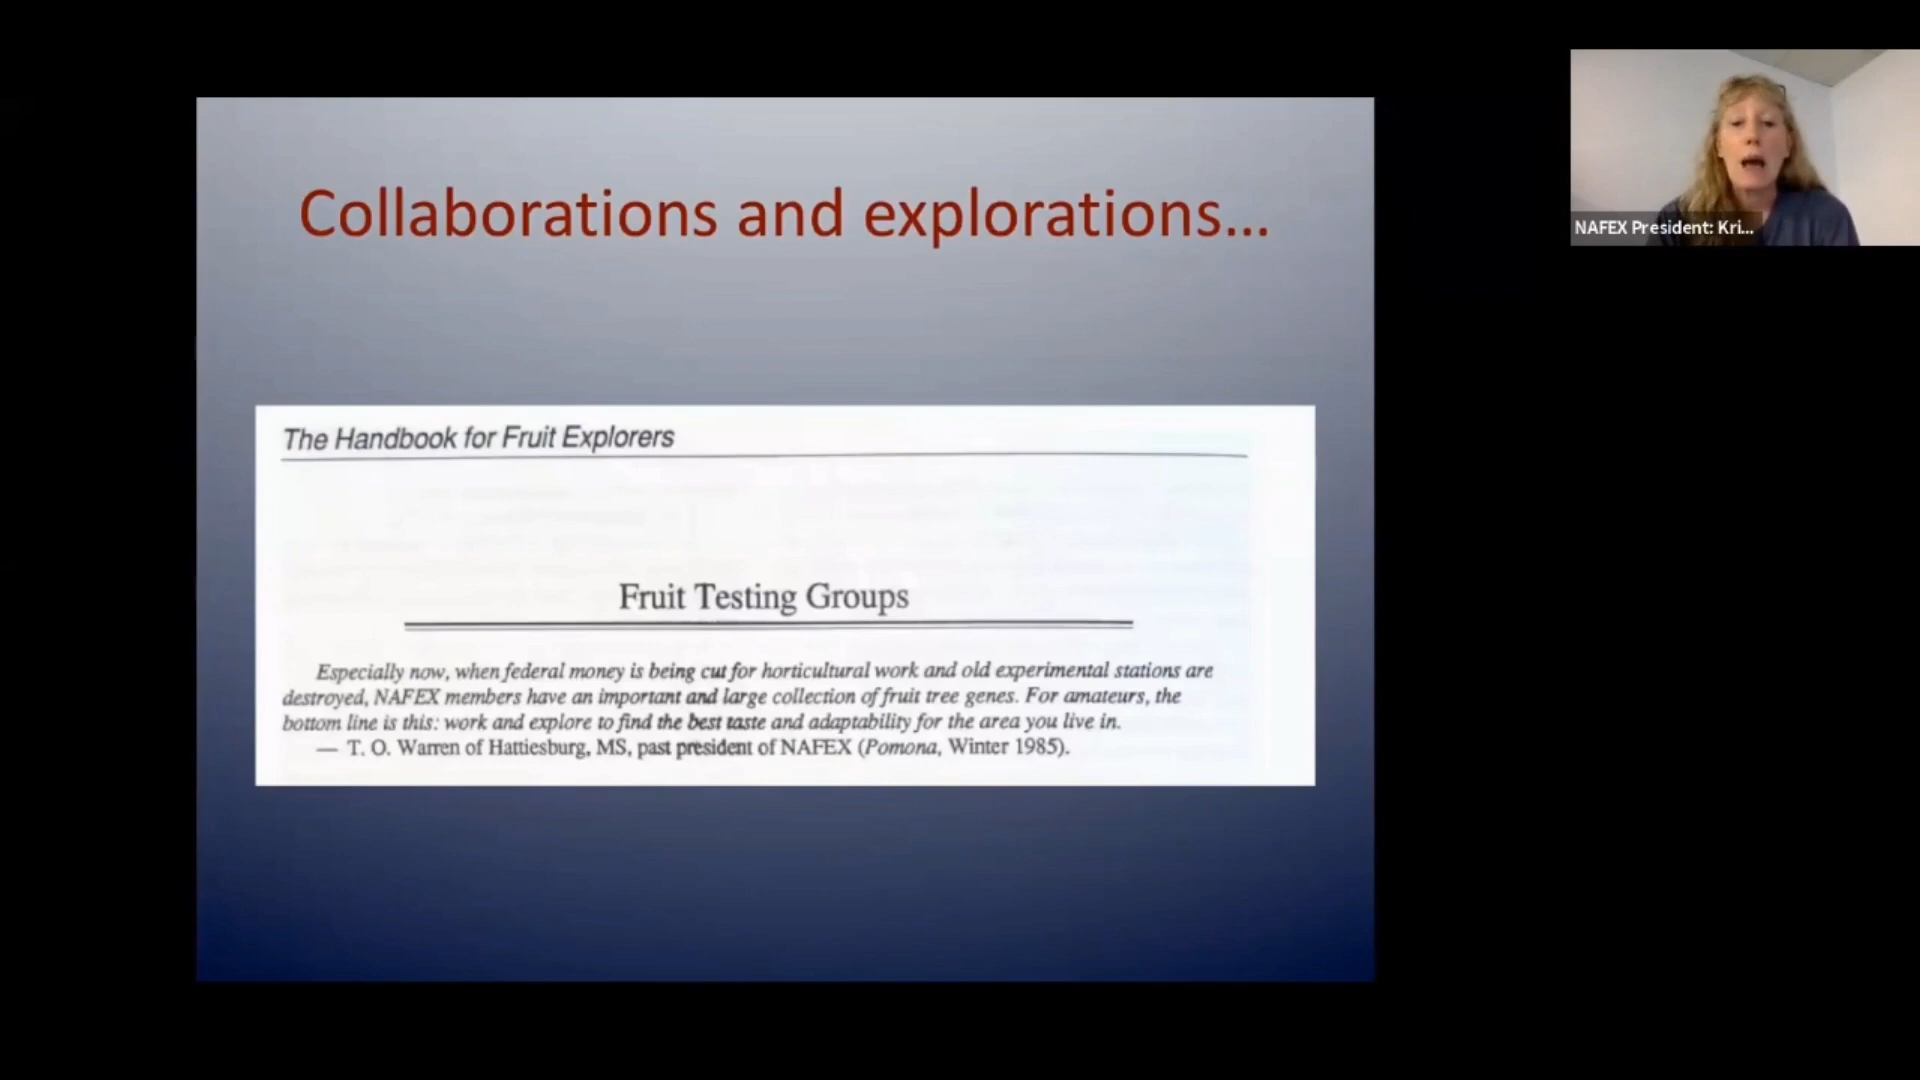 Collaborations and explorations...
NAFEX President: Kri...
The Handbook for Fruit Explorers
Fruit Testing Groups
Especially now, when federal money is being cut for horticultural work and old experimental stations are
destroyed, NAFEX members have an important and large collection of fruit tree genes. For amateurs, the
bottom line is this: work and explore to find the best taste and adaptability for the area you live in.
— T. O. Warren of Hattiesburg, MS, past president of NAFEX (Pomona, Winter 1985).